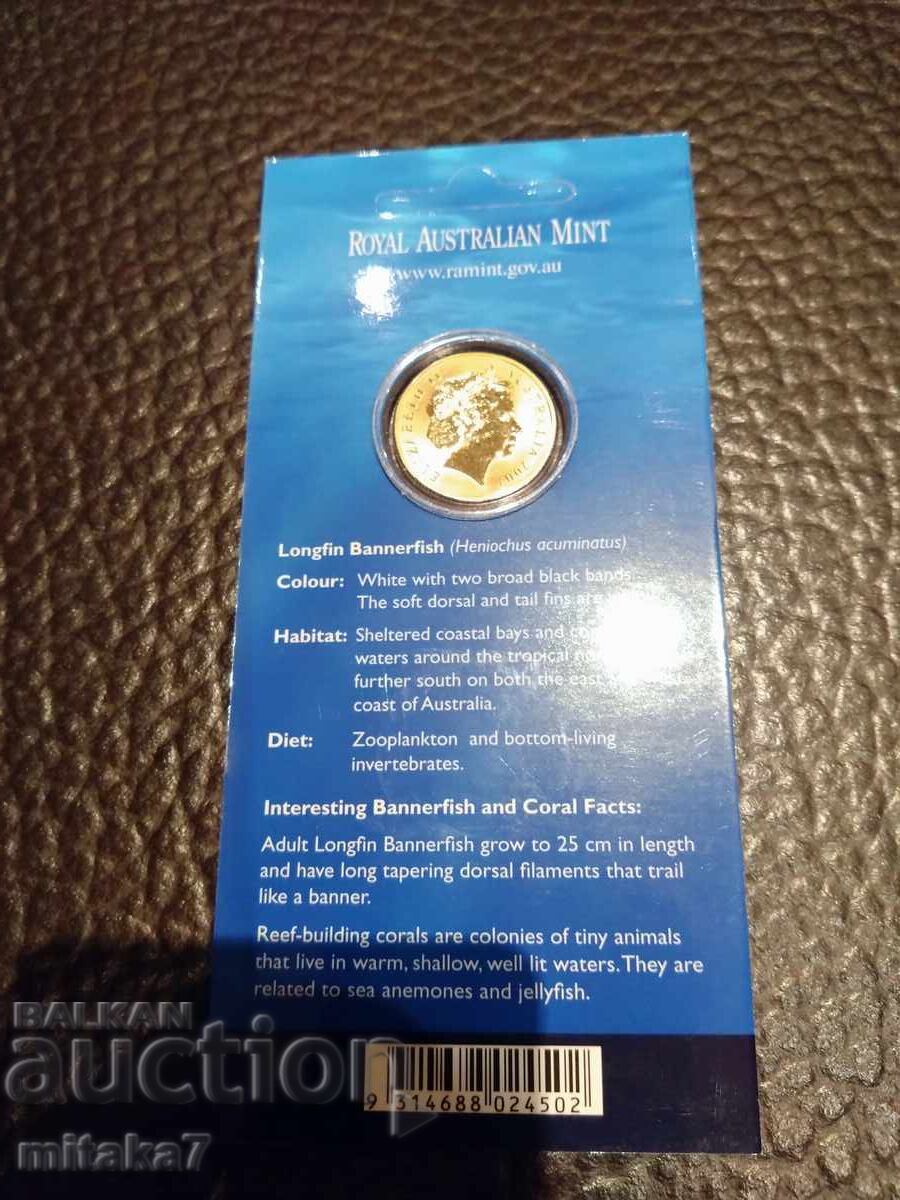 ROYAL AUSTRALIAN MINT
www.ramint.gov.au
AUSTRALIA
Longfin Bannerfish (Heniochus acuminatus)
Colour: White with two broad black bands.
The soft dorsal and tail fins are
Habitat: Sheltered coastal bays and
waters around the tropical
further south on both the east
coast of Australia.
Diet: Zooplankton and bottom-living
invertebrates.
Interesting Bannerfish and Coral Facts:
Adult Longfin Bannerfish grow to 25 cm in length
and have long tapering dorsal filaments that trail
like a banner.
Reef-building corals are colonies of tiny animals
that live in warm, shallow, well lit waters. They are
related to sea anemones and jellyfish.
9 314688 024502
BALKAN
auction
mitaka7